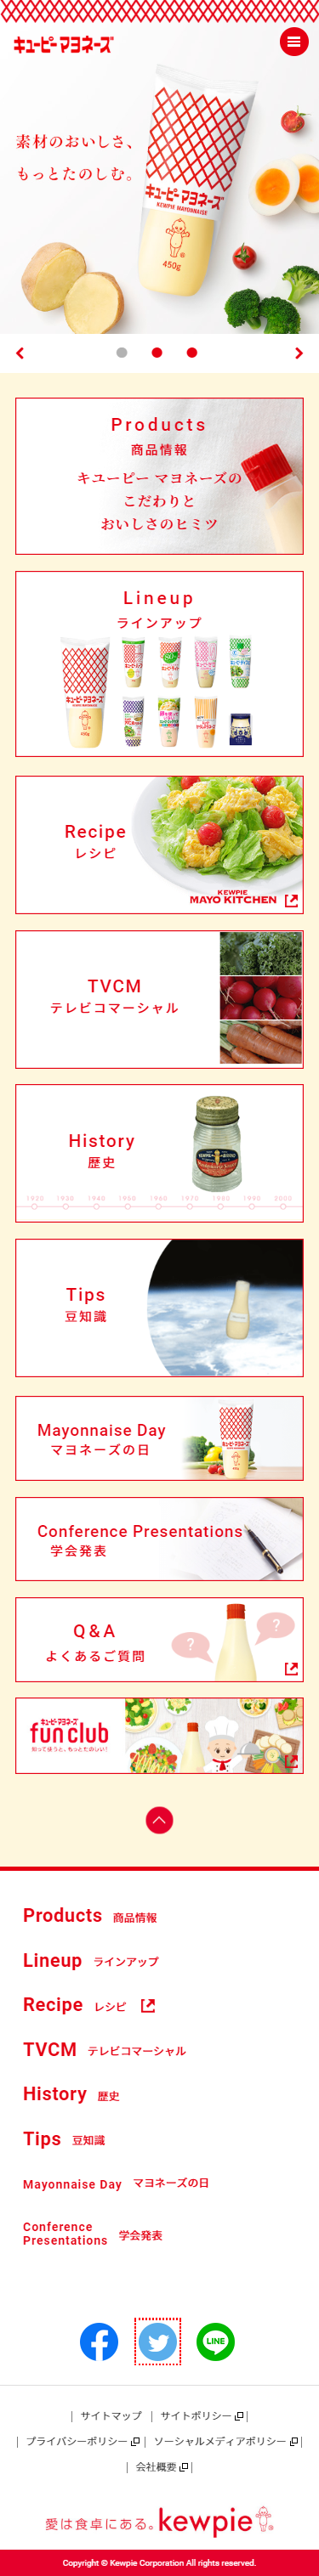 キユーピー マヨネーズ
素材のおいしさ、
もっとたのしむ。
キユーピー マヨネーズ
KEWPIE MAYONNAISE
450g
Products
商品情報
キユーピー マヨネーズの
こだわりと
おいしさのヒミツ
Lineup
ラインアップ
キユーピー マヨネーズ
450g
Recipe
レシピ
KEWPIE
MAYO KITCHEN
TVCM
テレビコマーシャル
History
歴史
1920 1930 1940 1950 1960 1970 1980 1990 2000
Tips
豆知識
Mayonnaise Day
マヨネーズの日
Conference Presentations
学会発表
Q&A
よくあるご質問
? ?
キユーピー マヨネーズ
fun club
知って使うと、もっとたのしい!
Products 商品情報
Lineup ラインアップ
Recipe レシピ
TVCM テレビコマーシャル
History 歴史
Tips 豆知識
Mayonnaise Day マヨネーズの日
Conference
Presentations 学会発表
LINE
サイトマップ | サイトポリシー
プライバシーポリシー | ソーシャルメディアポリシー
会社概要
愛は食卓にある。kewpie
Copyright © Kewpie Corporation All rights reserved.